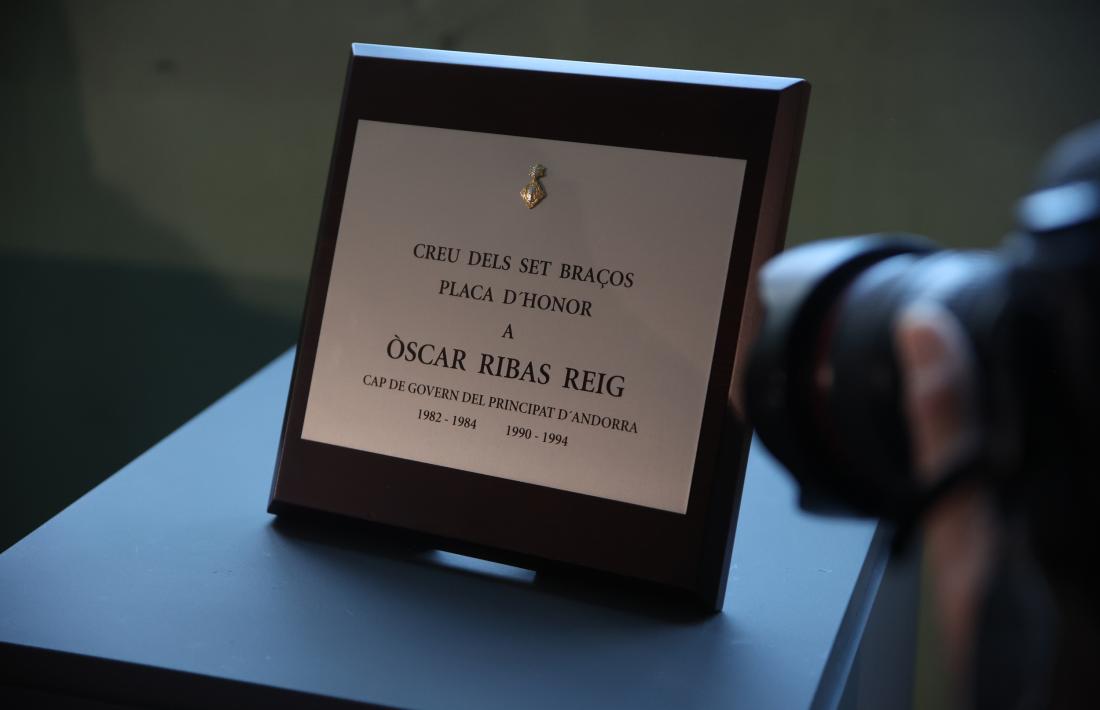 CREU DELS SET BRAÇOS
PLACA D´HONOR
A
ÒSCAR RIBAS REIG
CAP DE GOVERN DEL PRINCIPAT D´ANDORRA
1982 - 1984 1990 - 1994